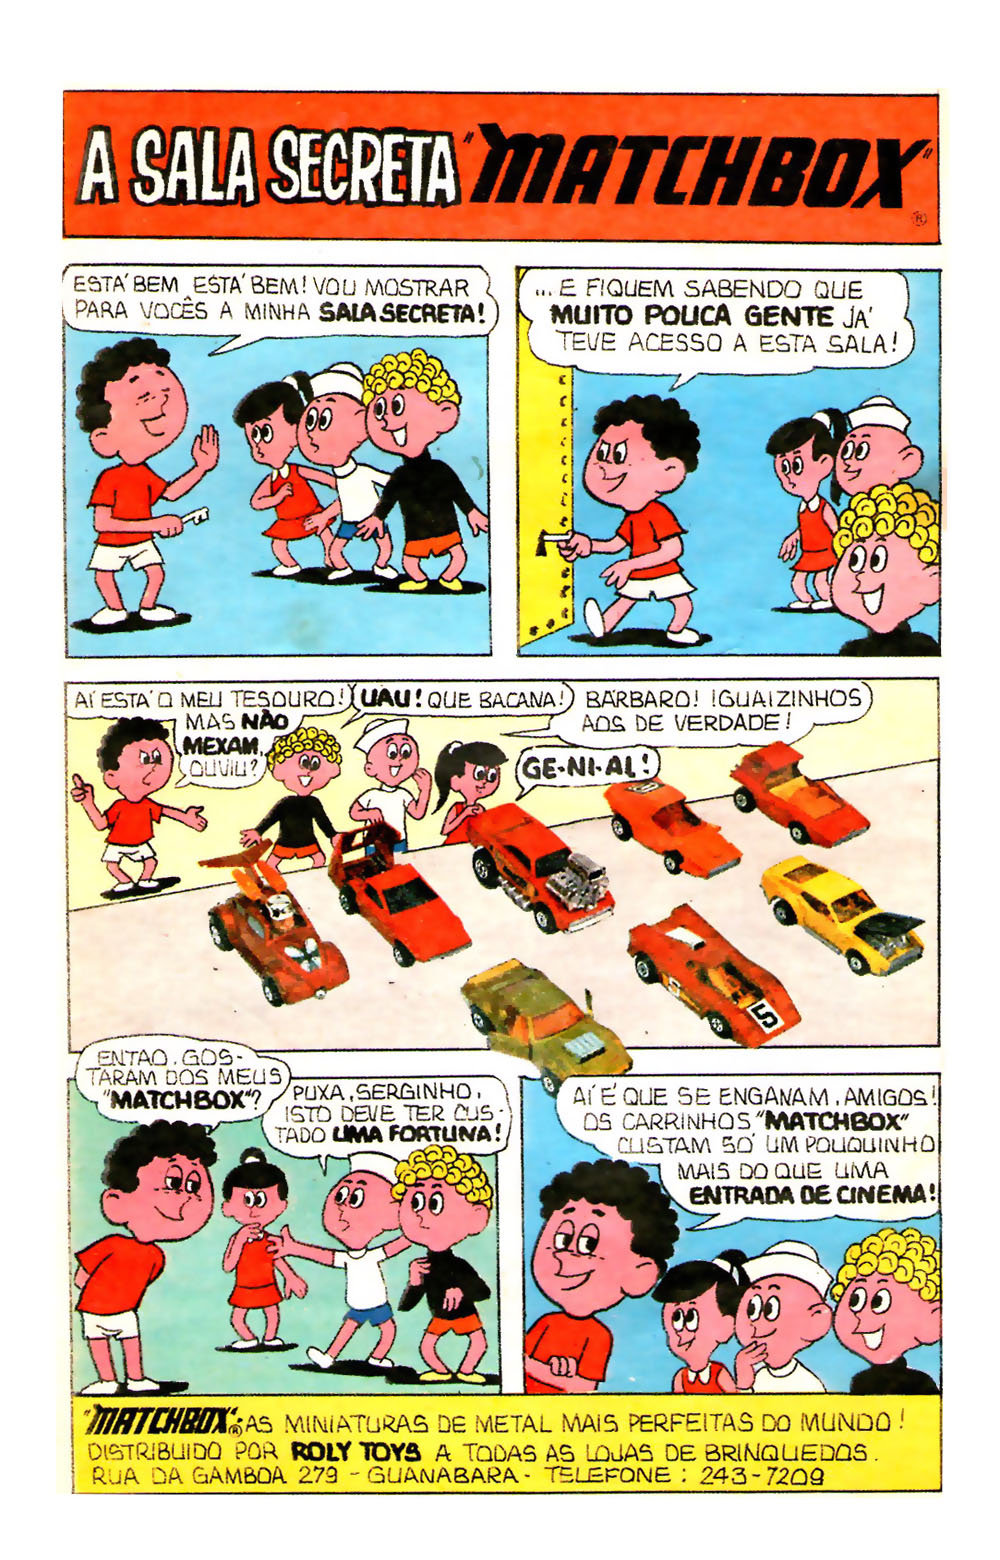 A SALA SECRETA "MATCHBOX"
®
ESTÁ BEM ESTÁ BEM! VOU MOSTRAR
PARA VOCÊS A MINHA SALA SECRETA!
...E FIQUEM SABENDO QUE
MUITO POUCA GENTE JÁ
TEVE ACESSO A ESTA SALA!
AÍ ESTÁ O MEU TESOURO!
MAS NÃO
MEXAM,
OUVIU?
UAU! QUE BACANA!
BÁRBARO! IGUAIZINHOS
AOS DE VERDADE!
GE-NI-AL!
5
ENTÃO, GOS-
TARAM DOS MEUS
"MATCHBOX"?
PUXA, SERGINHO,
ISTO DEVE TER CUS-
TADO UMA FORTUNA!
AÍ É QUE SE ENGANAM, AMIGOS!
OS CARRINHOS "MATCHBOX"
CUSTAM SÓ UM POUQUINHO
MAIS DO QUE UMA
ENTRADA DE CINEMA!
"MATCHBOX"® : AS MINIATURAS DE METAL MAIS PERFEITAS DO MUNDO!
DISTRIBUIDO POR ROLY TOYS A TODAS AS LOJAS DE BRINQUEDOS.
RUA DA GAMBOA 279 - GUANABARA - TELEFONE : 243-7209